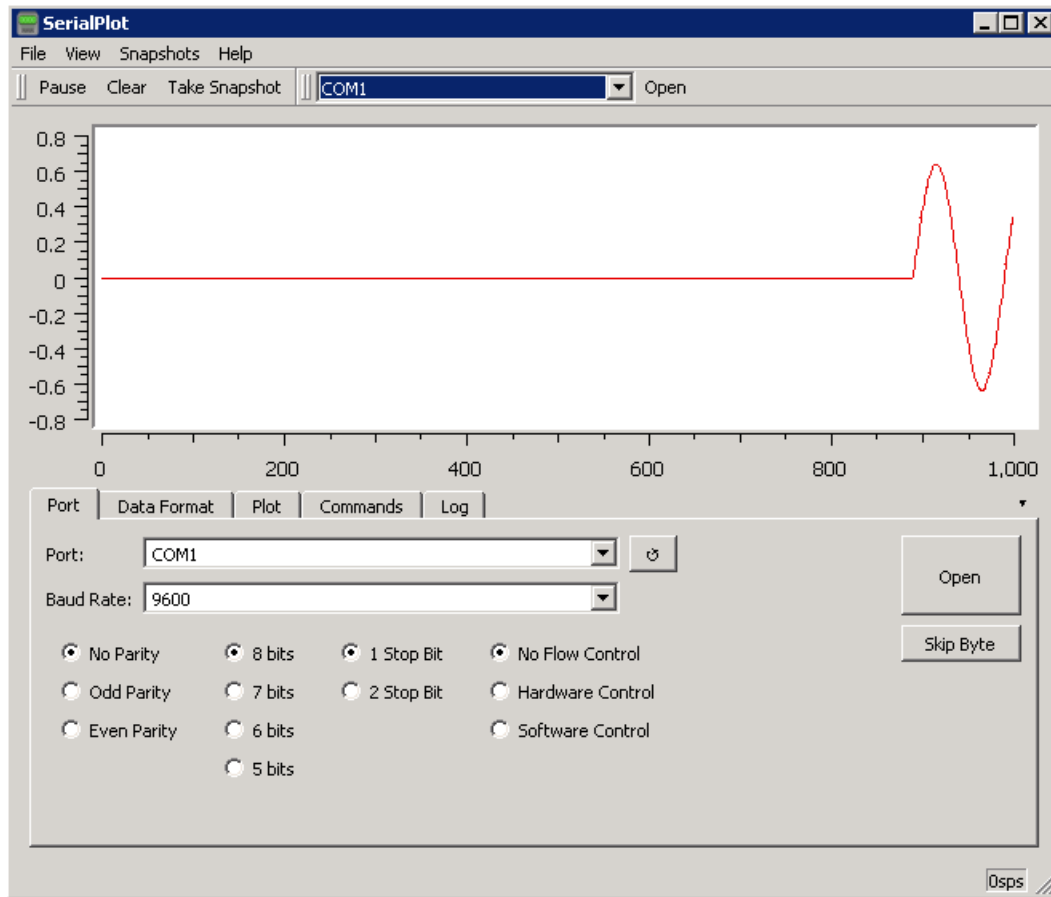 SerialPlot
File View Snapshots Help
Pause Clear Take Snapshot COM1 Open
0.8
0.6
0.4
0.2
0
-0.2
-0.4
-0.6
-0.8
0 200 400 600 800 1,000
Port Data Format Plot Commands Log
Port: COM1
Open
Baud Rate: 9600
No Parity 8 bits 1 Stop Bit No Flow Control Skip Byte
Odd Parity 7 bits 2 Stop Bit Hardware Control
Even Parity 6 bits Software Control
5 bits
0sps